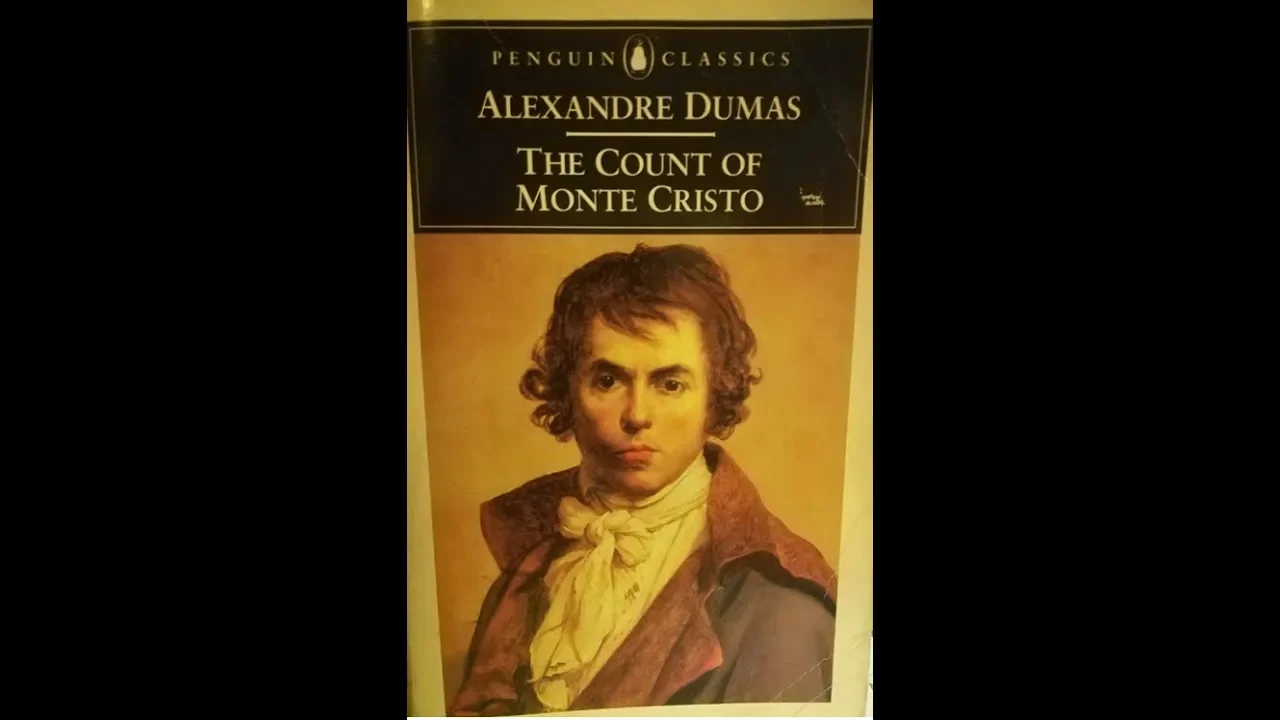 PENGUIN CLASSICS
ALEXANDRE DUMAS
THE COUNT OF
MONTE CRISTO